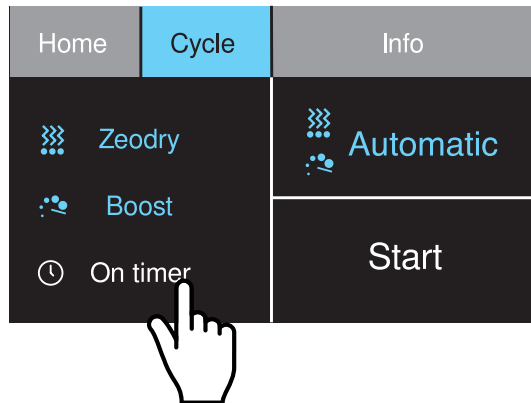 Home
Cycle
Info
Zeodry
Boost
On timer
Automatic
Start